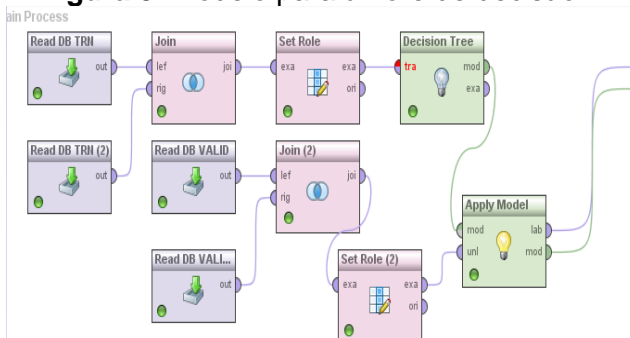 ain Process
Read DB TRN
out
Join
lef
rig
joi
Set Role
exa
exa
ori
Decision Tree
tra
mod
exa
Read DB TRN (2)
out
Read DB VALID
out
Join (2)
lef
rig
joi
Apply Model
mod
unl
lab
mod
Read DB VALI...
out
Set Role (2)
exa
exa
ori